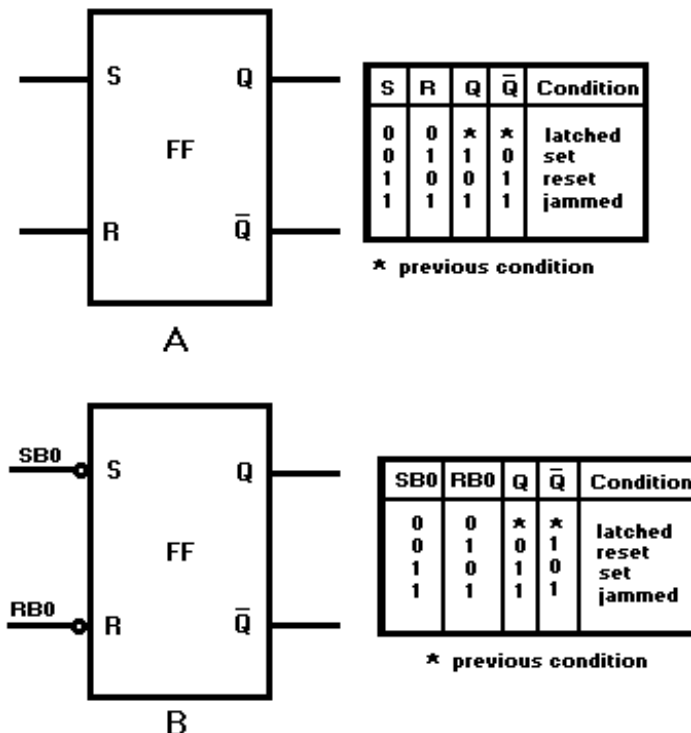 S Q
FF
R Q̅
A
S R Q Q̅ Condition
0 0 * * latched
0 1 1 0 set
1 0 0 1 reset
1 1 1 1 jammed
* previous condition
SB0
S Q
FF
RB0
R Q̅
B
SB0 RB0 Q Q̅ Condition
0 0 * * latched
0 1 0 1 reset
1 0 1 0 set
1 1 1 1 jammed
* previous condition